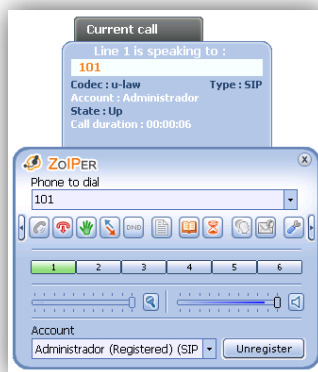 Current call
Line 1 is speaking to :
101
Codec : u-law Type : SIP
Account : Administrador
State : Up
Call duration : 00:00:06
ZOIPER
Phone to dial
101
DND
1 2 3 4 5 6
Account
Administrador (Registered) (SIP
Unregister